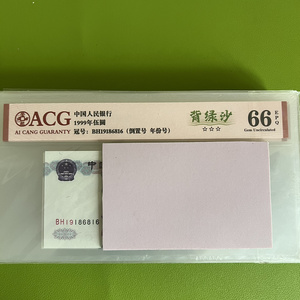 ACG
AI CANG GUARANTY
中国人民银行
1999年伍圆
冠号：BH19186816（倒置号 年份号）
背绿沙
☆☆☆
66
EPQ
Gem Uncirculated
中
BH19186816